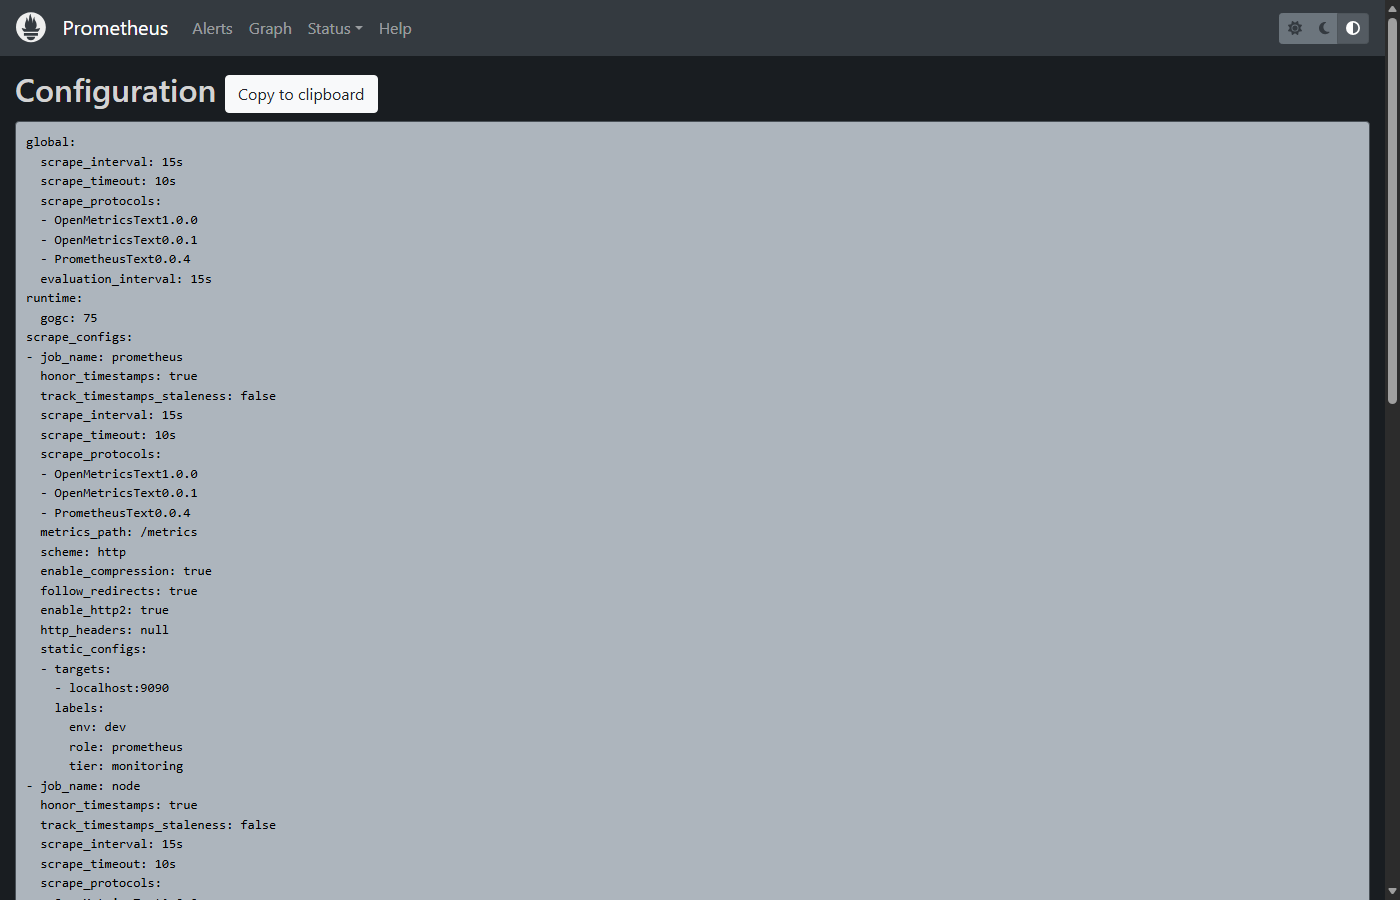 Prometheus Alerts Graph Status Help
Configuration Copy to clipboard
global:
  scrape_interval: 15s
  scrape_timeout: 10s
  scrape_protocols:
  - OpenMetricsText1.0.0
  - OpenMetricsText0.0.1
  - PrometheusText0.0.4
  evaluation_interval: 15s
runtime:
  gogc: 75
scrape_configs:
- job_name: prometheus
  honor_timestamps: true
  track_timestamps_staleness: false
  scrape_interval: 15s
  scrape_timeout: 10s
  scrape_protocols:
  - OpenMetricsText1.0.0
  - OpenMetricsText0.0.1
  - PrometheusText0.0.4
  metrics_path: /metrics
  scheme: http
  enable_compression: true
  follow_redirects: true
  enable_http2: true
  http_headers: null
  static_configs:
  - targets:
    - localhost:9090
    labels:
      env: dev
      role: prometheus
      tier: monitoring
- job_name: node
  honor_timestamps: true
  track_timestamps_staleness: false
  scrape_interval: 15s
  scrape_timeout: 10s
  scrape_protocols: